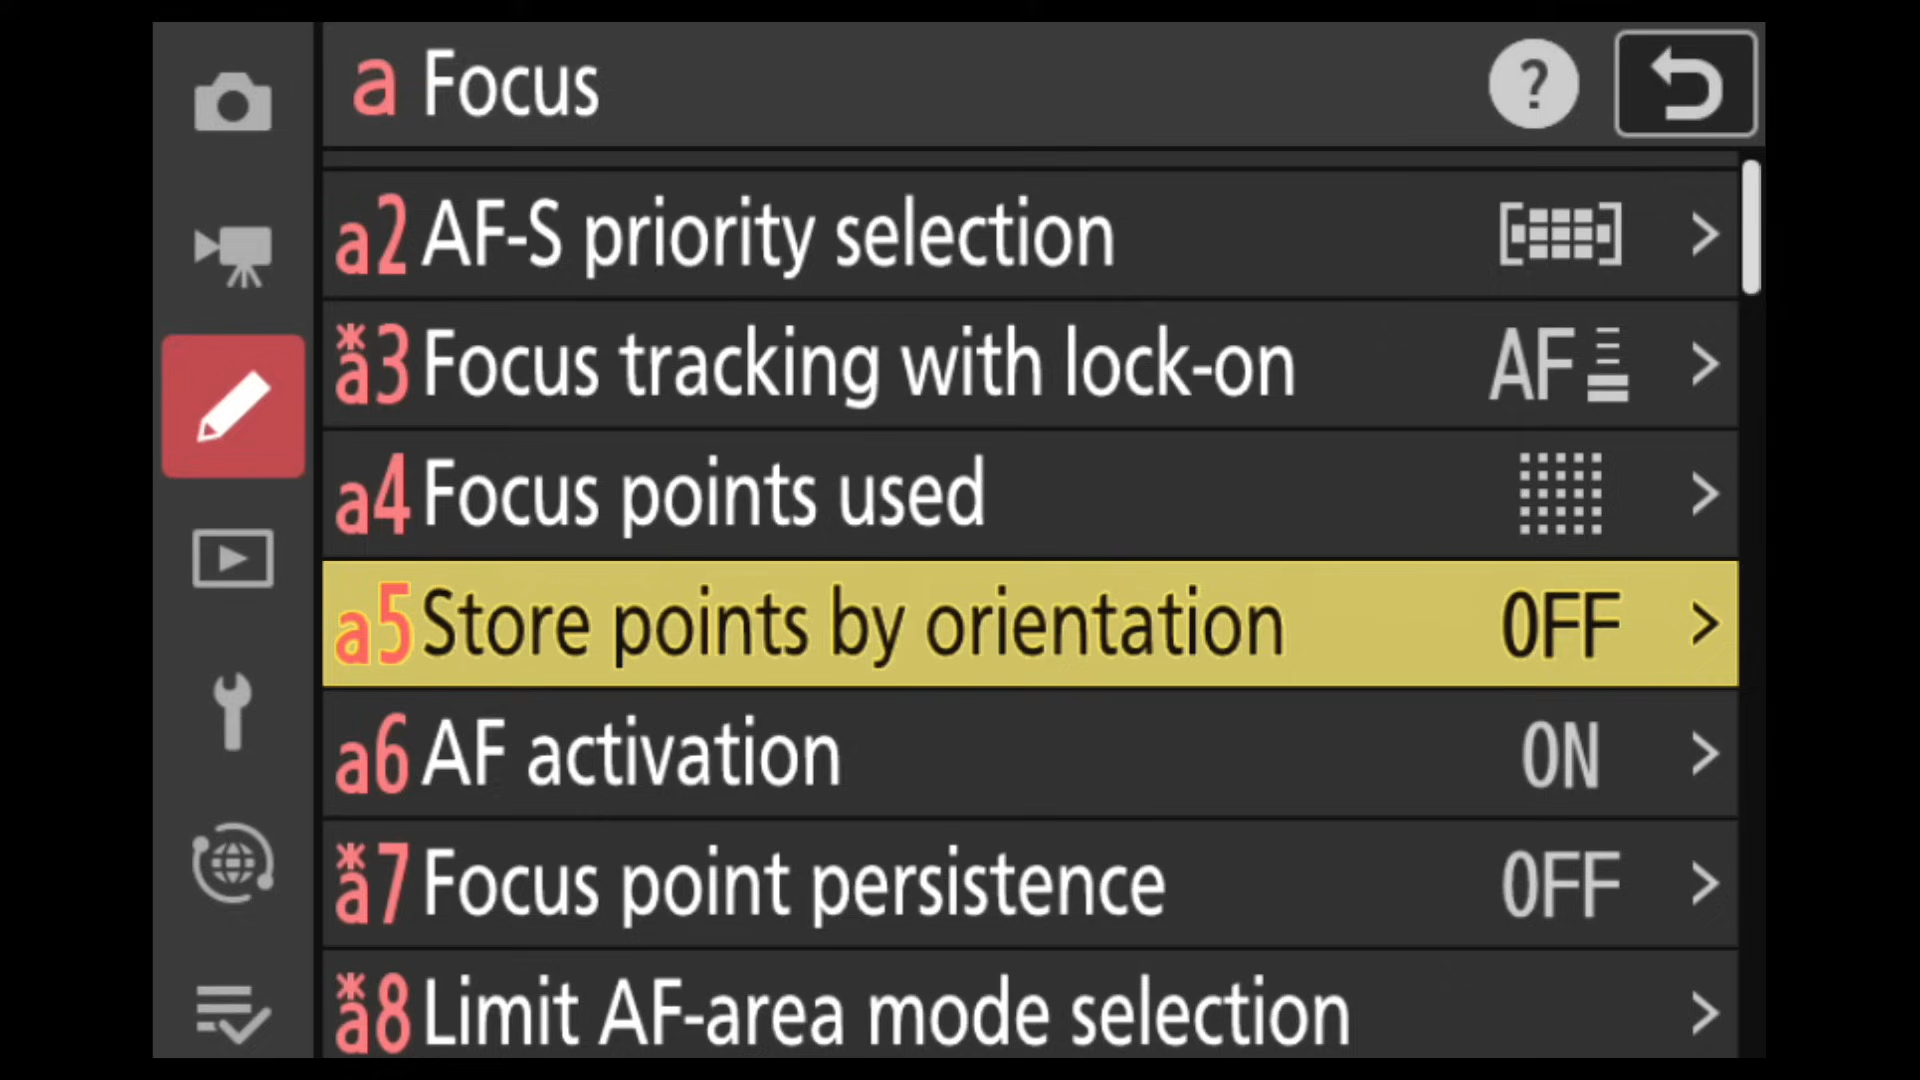 a Focus ?
a2 AF-S priority selection
*a3 Focus tracking with lock-on AF
a4 Focus points used
a5 Store points by orientation OFF
a6 AF activation ON
*a7 Focus point persistence OFF
*a8 Limit AF-area mode selection